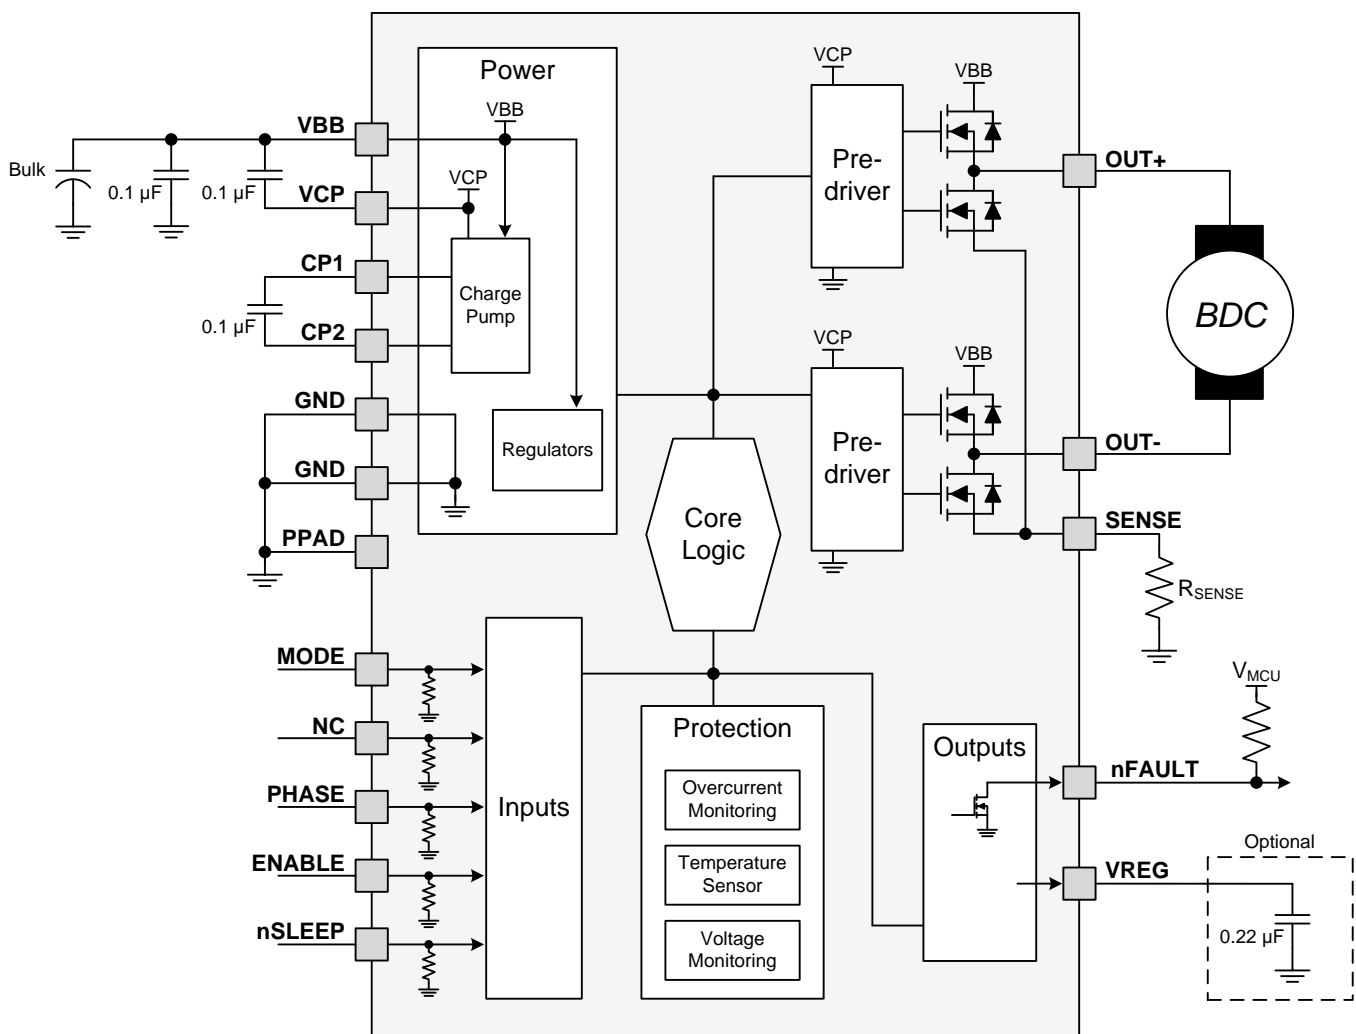 Power
VBB
VCP
Charge
Pump
Regulators
VBB
VCP
CP1
CP2
GND
GND
PPAD
Bulk
0.1 µF
0.1 µF
0.1 µF
VCP
VBB
Pre-
driver
OUT+
BDC
VCP
VBB
Pre-
driver
OUT-
SENSE
RSENSE
Core
Logic
MODE
NC
PHASE
ENABLE
nSLEEP
Inputs
Protection
Overcurrent
Monitoring
Temperature
Sensor
Voltage
Monitoring
Outputs
VMCU
nFAULT
VREG
Optional
0.22 µF